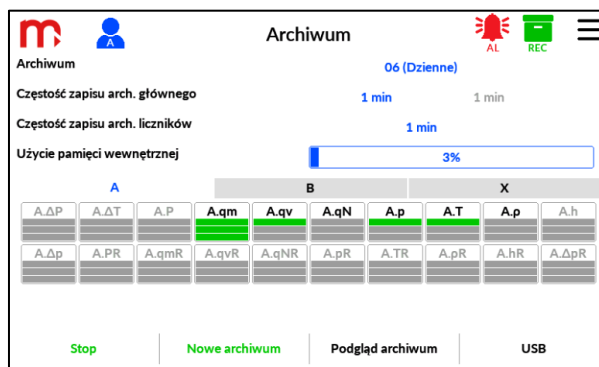 m A Archiwum AL REC
Archiwum 06 (Dzienne)
Częstość zapisu arch. głównego 1 min 1 min
Częstość zapisu arch. liczników 1 min
Użycie pamięci wewnętrznej 3%
A B X
A.ΔP A.ΔT A.P A.qm A.qv A.qN A.p A.T A.ρ A.h
A.Δp A.PR A.qmR A.qvR A.qNR A.pR A.TR A.ρR A.hR A.ΔpR
Stop Nowe archiwum Podgląd archiwum USB